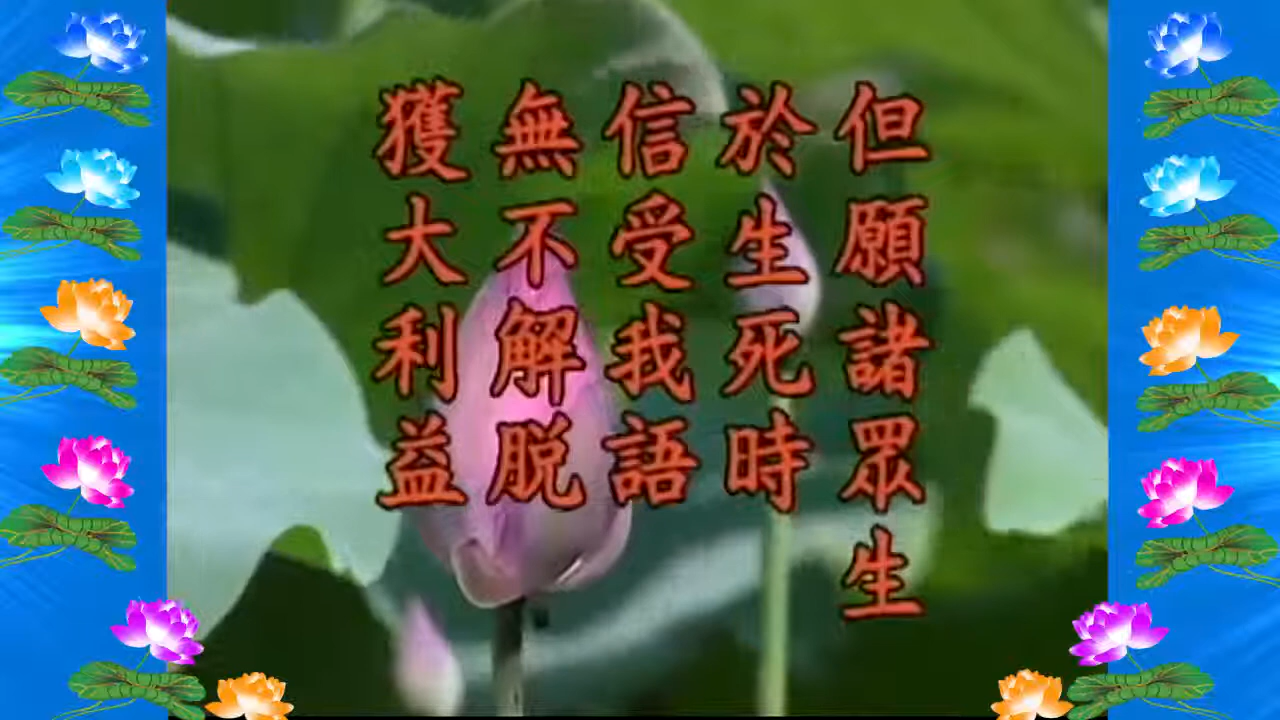 但願諸眾生
於生死時
信受我語
無不解脫
獲大利益